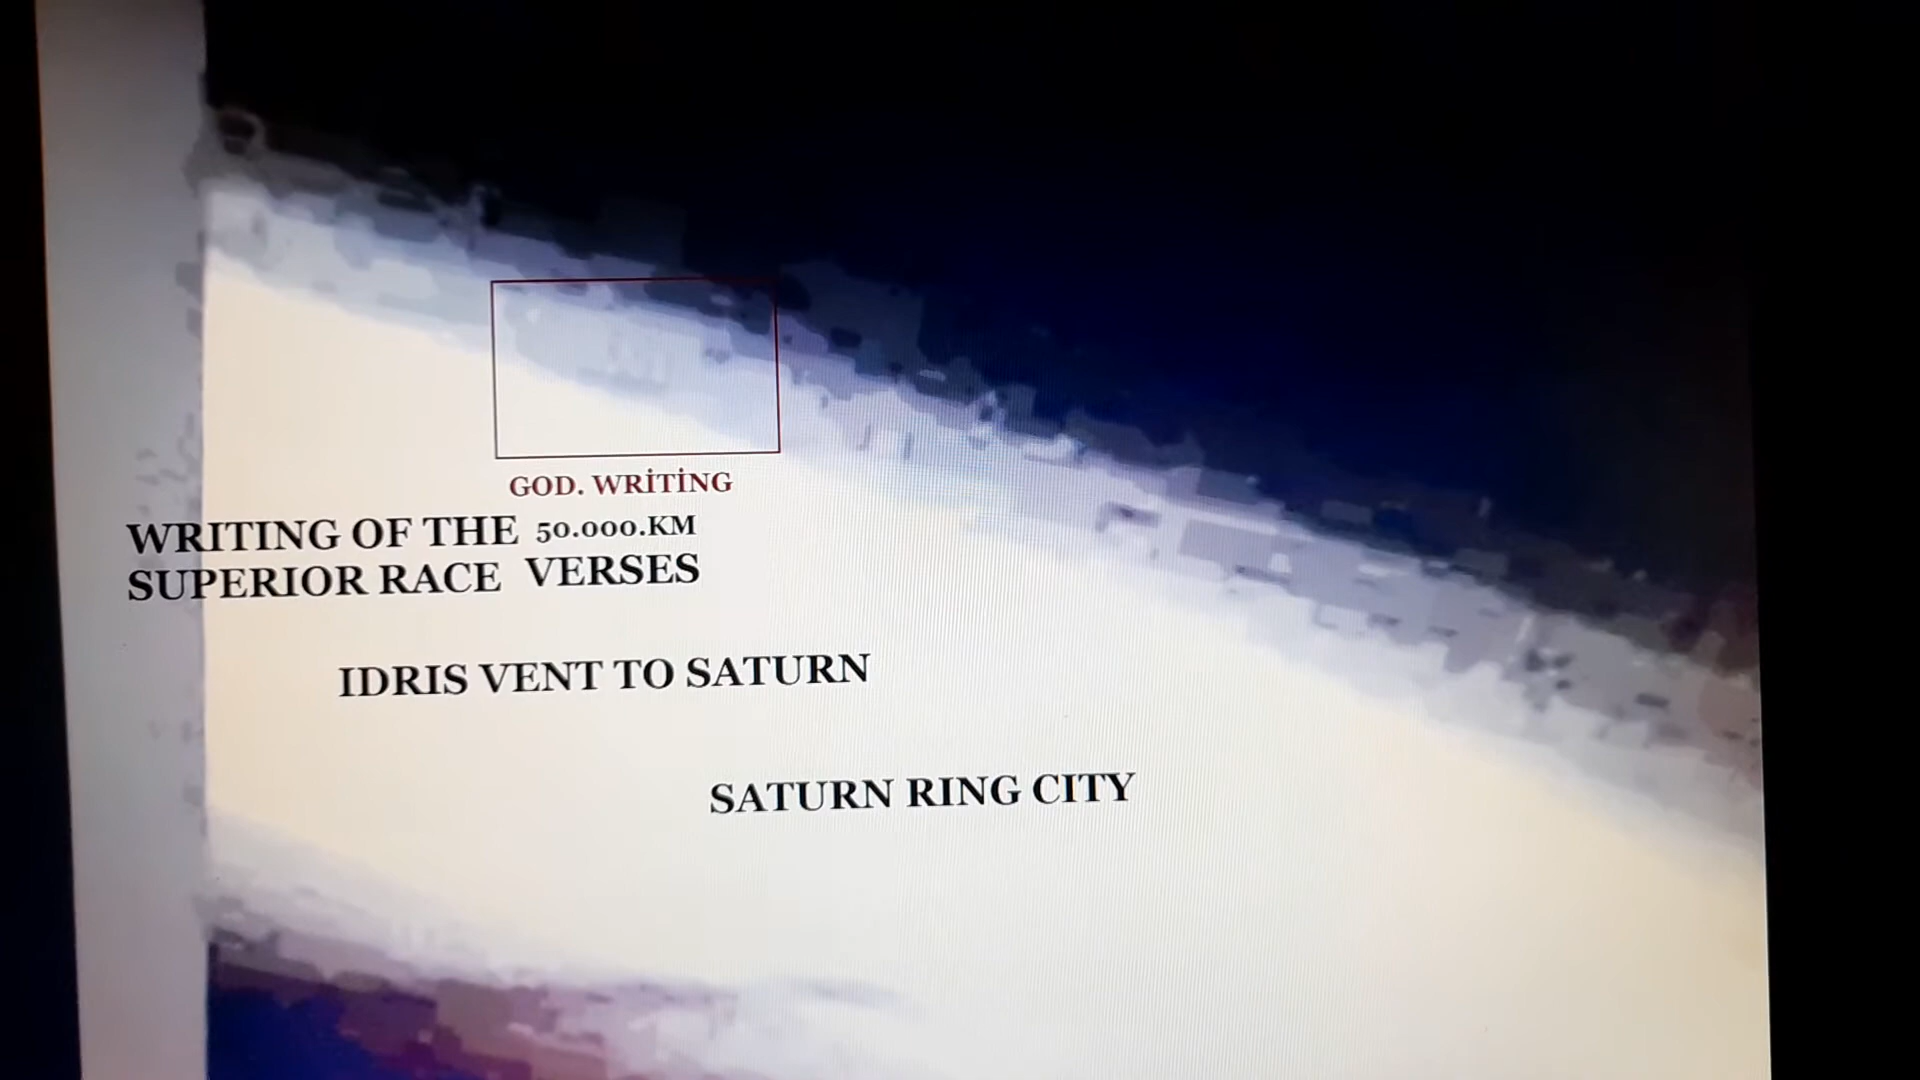 GOD. WRİTİNG
WRITING OF THE 50.000.KM
SUPERIOR RACE VERSES
IDRIS VENT TO SATURN
SATURN RING CITY